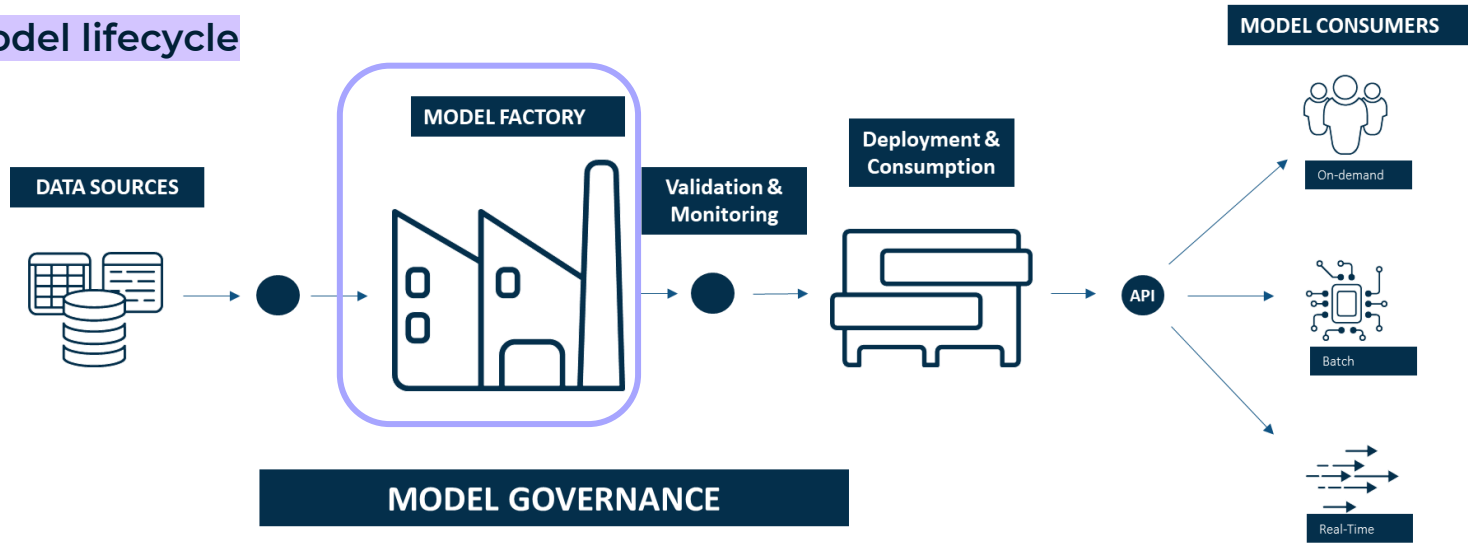 odel lifecycle
MODEL CONSUMERS
MODEL FACTORY
Deployment &
Consumption
DATA SOURCES
Validation &
Monitoring
On-demand
API
Batch
MODEL GOVERNANCE
Real-Time